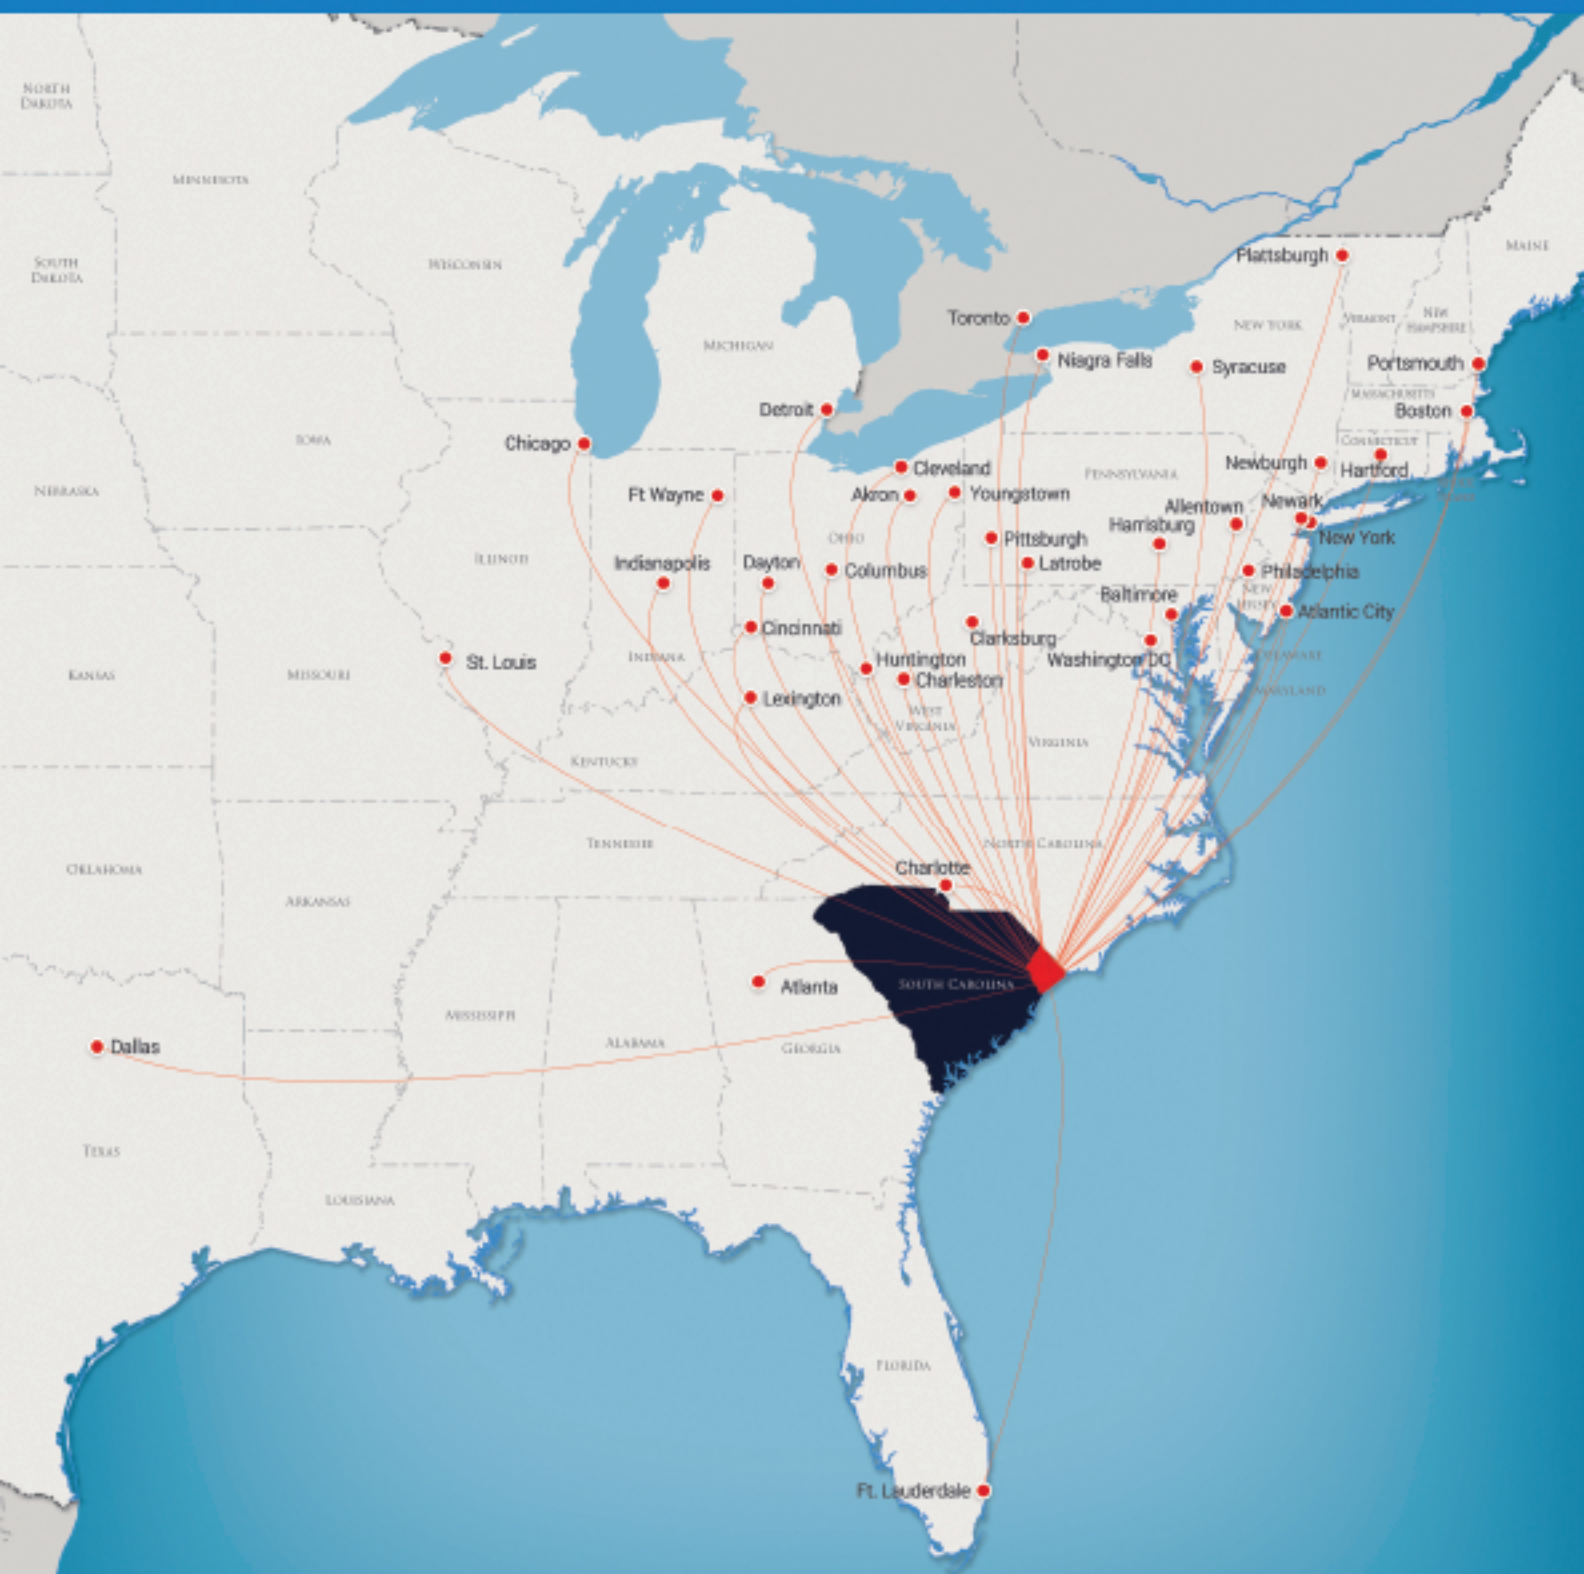 NORTH
DAKOTA
MINNESOTA
SOUTH
DAKOTA
WISCONSIN
MAINE
Plattsburgh
Toronto
NEW YORK
VERMONT
NEW
HAMPSHIRE
MICHIGAN
Niagra Falls
Syracuse
Portsmouth
MASSACHUSETTS
Detroit
Boston
IOWA
Chicago
CONNECTICUT
Newburgh
Hartford
Cleveland
PENNSYLVANIA
NEBRASKA
Ft Wayne
Akron
Youngstown
Allentown
Newark
Harrisburg
OHIO
Pittsburgh
New York
ILLINOIS
Indianapolis
Dayton
Columbus
Latrobe
Philadelphia
NEW
JERSEY
Baltimore
Atlantic City
Cincinnati
Clarksburg
INDIANA
Huntington
Washington DC
DELAWARE
St. Louis
KANSAS
MISSOURI
Charleston
MARYLAND
Lexington
WEST
VIRGINIA
VIRGINIA
KENTUCKY
TENNESSEE
NORTH CAROLINA
OKLAHOMA
Charlotte
ARKANSAS
Atlanta
SOUTH CAROLINA
MISSISSIPPI
ALABAMA
GEORGIA
Dallas
TEXAS
LOUISIANA
FLORIDA
Ft. Lauderdale